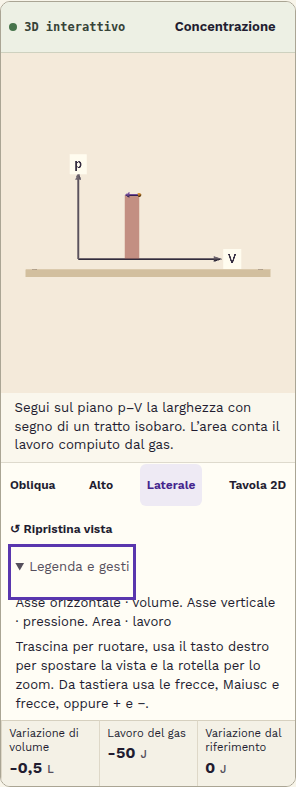 3D interattivo
Concentrazione
p
V
Segui sul piano p–V la larghezza con
segno di un tratto isobaro. L’area conta il
lavoro compiuto dal gas.
Obliqua Alto Laterale Tavola 2D
↺ Ripristina vista
▼ Legenda e gesti
Asse orizzontale · volume. Asse verticale
· pressione. Area · lavoro
Trascina per ruotare, usa il tasto destro
per spostare la vista e la rotella per lo
zoom. Da tastiera usa le frecce, Maiusc e
frecce, oppure + e −.
Variazione di
volume
−0,5 L
Lavoro del gas
−50 J
Variazione dal
riferimento
0 J